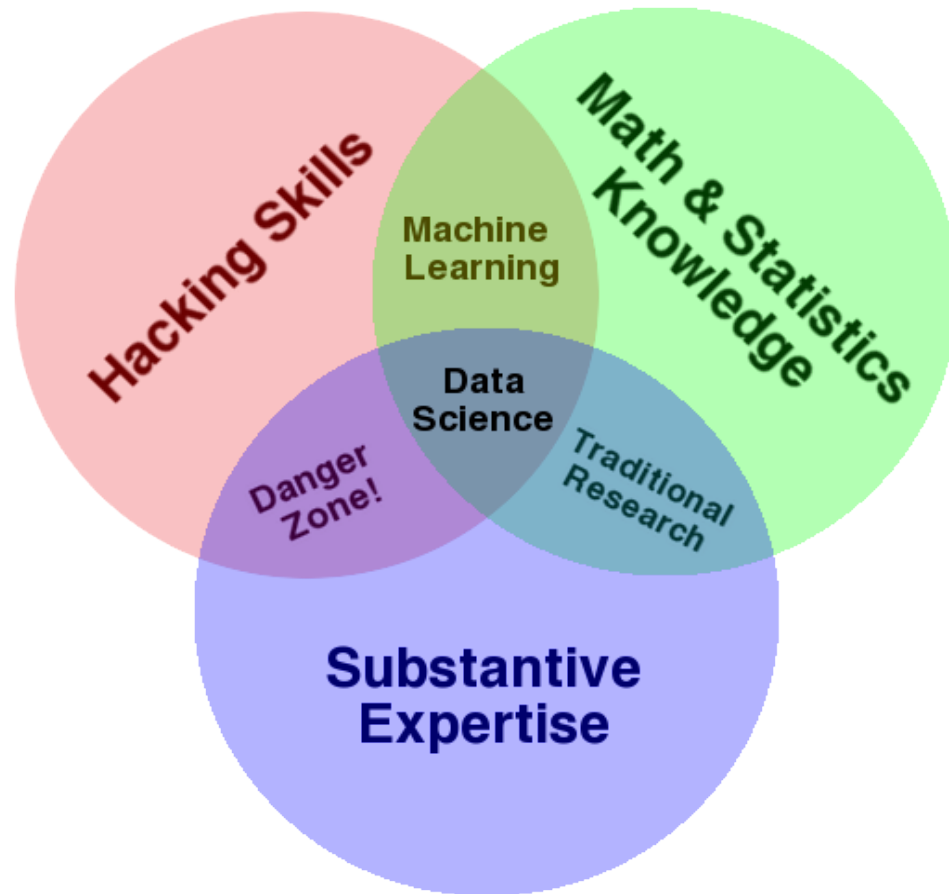 Hacking Skills
Math & Statistics
Knowledge
Machine
Learning
Data
Science
Danger
Zone!
Traditional
Research
Substantive
Expertise